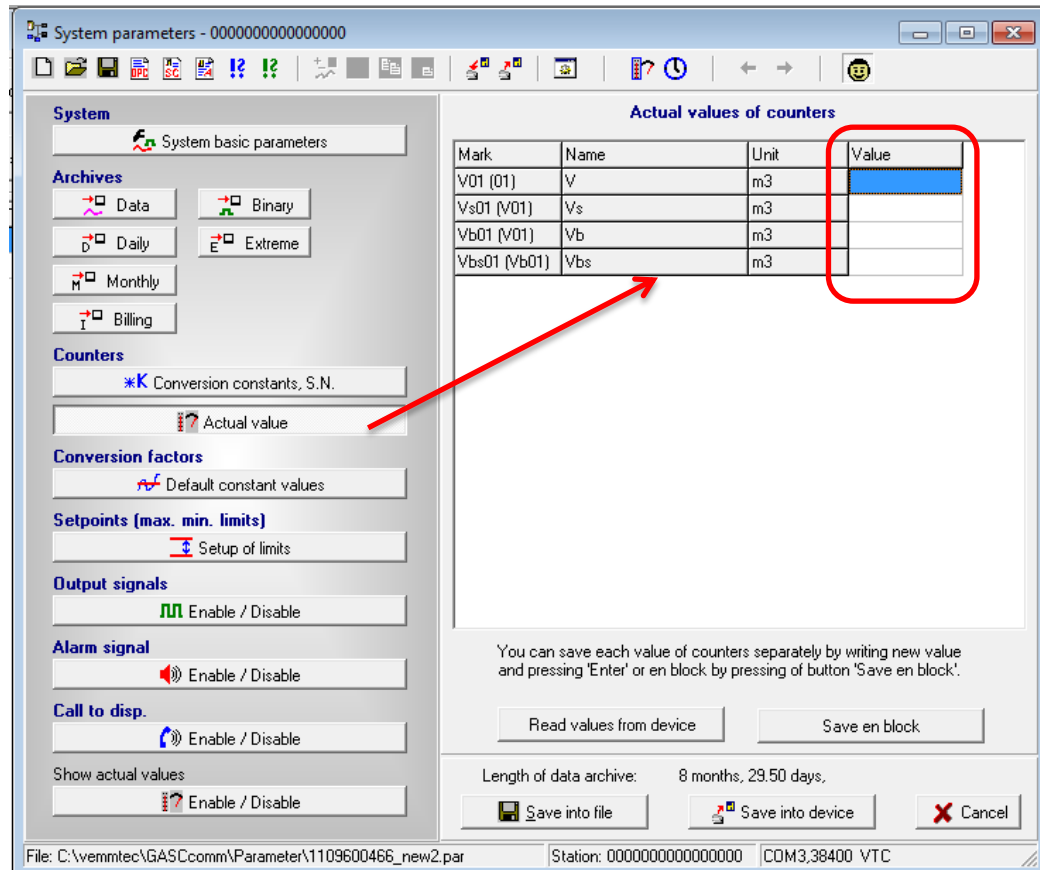 System parameters - 0000000000000000
System
System basic parameters
Archives
Data
Binary
Daily
Extreme
Monthly
Billing
Counters
Conversion constants, S.N.
Actual value
Conversion factors
Default constant values
Setpoints (max. min. limits)
Setup of limits
Output signals
Enable / Disable
Alarm signal
Enable / Disable
Call to disp.
Enable / Disable
Show actual values
Enable / Disable
Actual values of counters
Mark Name Unit Value
V01 (01) V m3
Vs01 (V01) Vs m3
Vb01 (V01) Vb m3
Vbs01 (Vb01) Vbs m3
You can save each value of counters separately by writing new value
and pressing 'Enter' or en block by pressing of button 'Save en block'.
Read values from device
Save en block
Length of data archive: 8 months, 29.50 days,
Save into file
Save into device
Cancel
File: C:\vemmtec\GASCcomm\Parameter\1109600466_new2.par
Station: 0000000000000000
COM3,38400 VTC